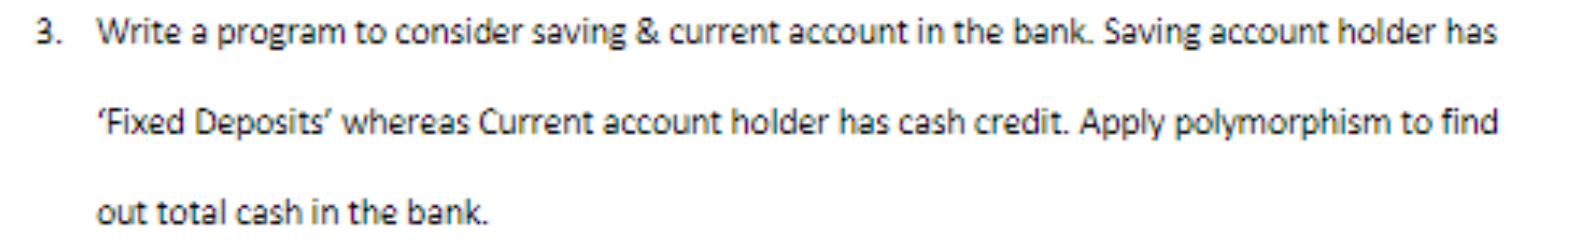 3. Write a program to consider saving & current account in the bank. Saving account holder has
‘Fixed Deposits’ whereas Current account holder has cash credit. Apply polymorphism to find
out total cash in the bank.